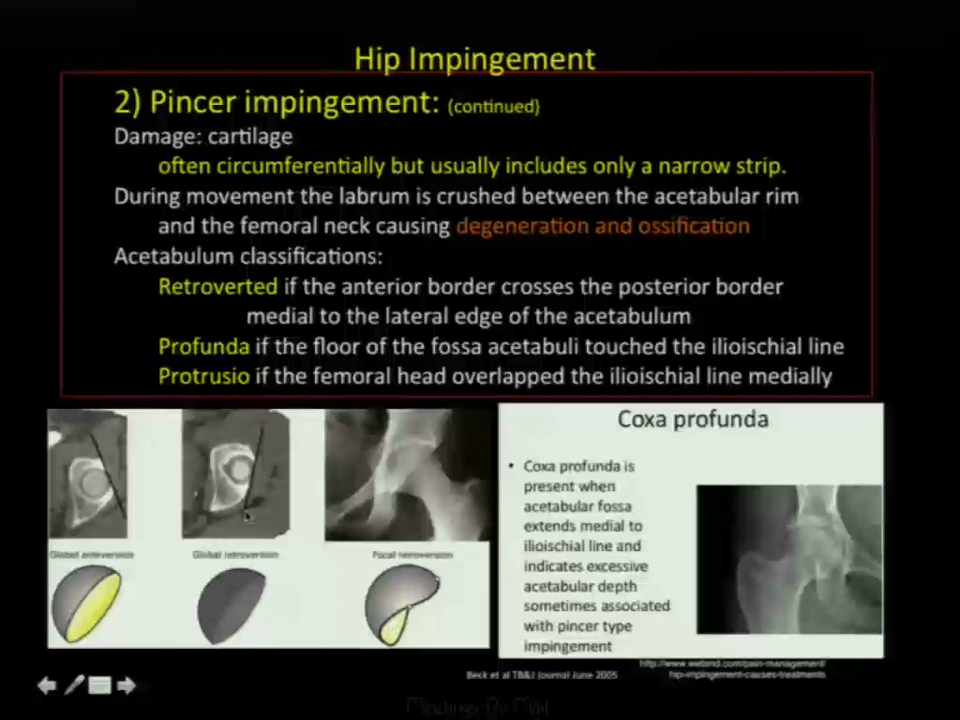 Hip Impingement
2) Pincer impingement: (continued)
Damage: cartilage
often circumferentially but usually includes only a narrow strip.
During movement the labrum is crushed between the acetabular rim
and the femoral neck causing degeneration and ossification
Acetabulum classifications:
Retroverted if the anterior border crosses the posterior border
medial to the lateral edge of the acetabulum
Profunda if the floor of the fossa acetabuli touched the ilioischial line
Protrusio if the femoral head overlapped the ilioischial line medially
Global anteversion
Global retroversion
Focal retroversion
Coxa profunda
• Coxa profunda is
present when
acetabular fossa
extends medial to
ilioischial line and
indicates excessive
acetabular depth
sometimes associated
with pincer type
impingement
http://www.webmd.com/pain-management/
hip-impingement-causes-treatments
Beck et al TB&J Journal June 2005